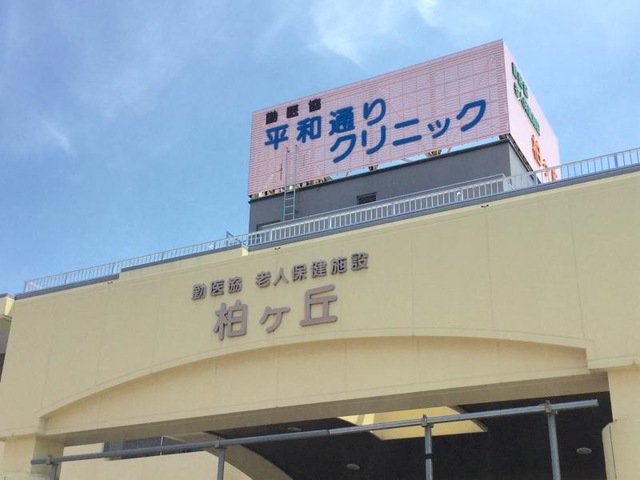 勤医協
平和通り
クリニック
勤医協 老人保健施設
柏ヶ丘